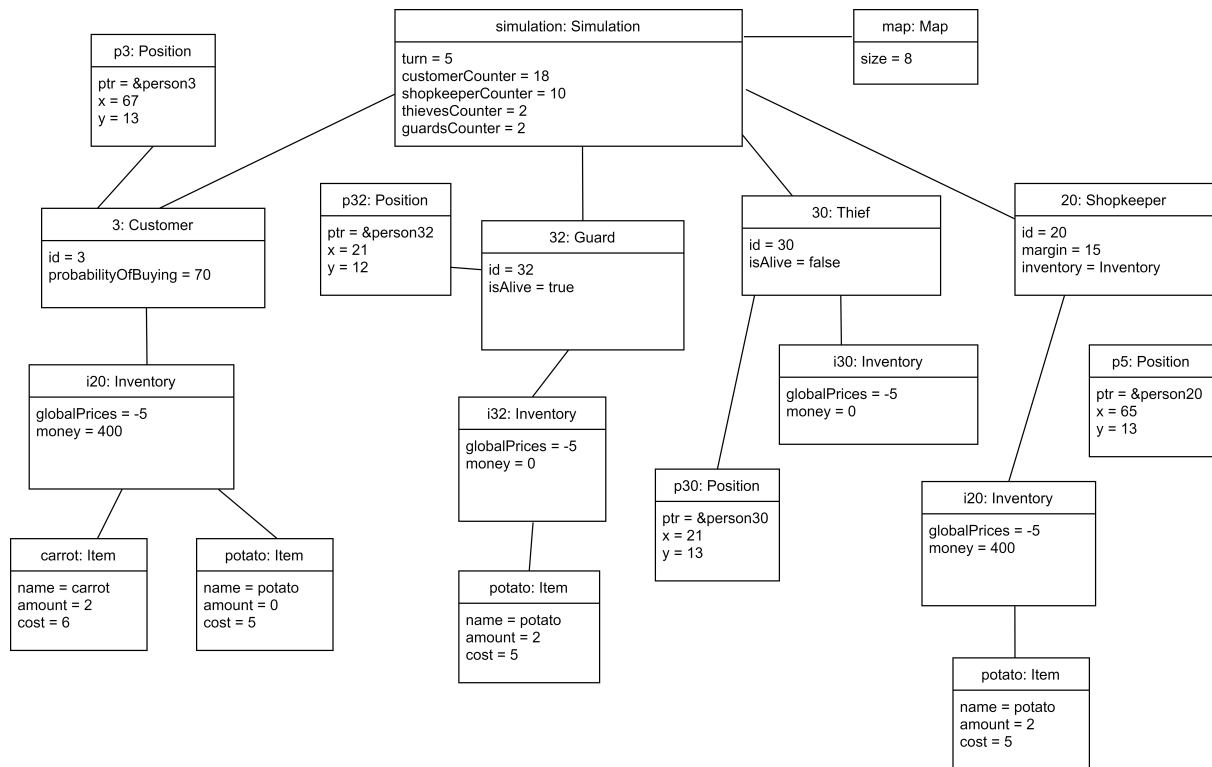 simulation: Simulation
turn = 5
customerCounter = 18
shopkeeperCounter = 10
thievesCounter = 2
guardsCounter = 2
map: Map
size = 8
p3: Position
ptr = &person3
x = 67
y = 13
3: Customer
id = 3
probabilityOfBuying = 70
p32: Position
ptr = &person32
x = 21
y = 12
32: Guard
id = 32
isAlive = true
30: Thief
id = 30
isAlive = false
20: Shopkeeper
id = 20
margin = 15
inventory = Inventory
i20: Inventory
globalPrices = -5
money = 400
i32: Inventory
globalPrices = -5
money = 0
i30: Inventory
globalPrices = -5
money = 0
p5: Position
ptr = &person20
x = 65
y = 13
p30: Position
ptr = &person30
x = 21
y = 13
i20: Inventory
globalPrices = -5
money = 400
carrot: Item
name = carrot
amount = 2
cost = 6
potato: Item
name = potato
amount = 0
cost = 5
potato: Item
name = potato
amount = 2
cost = 5
potato: Item
name = potato
amount = 2
cost = 5